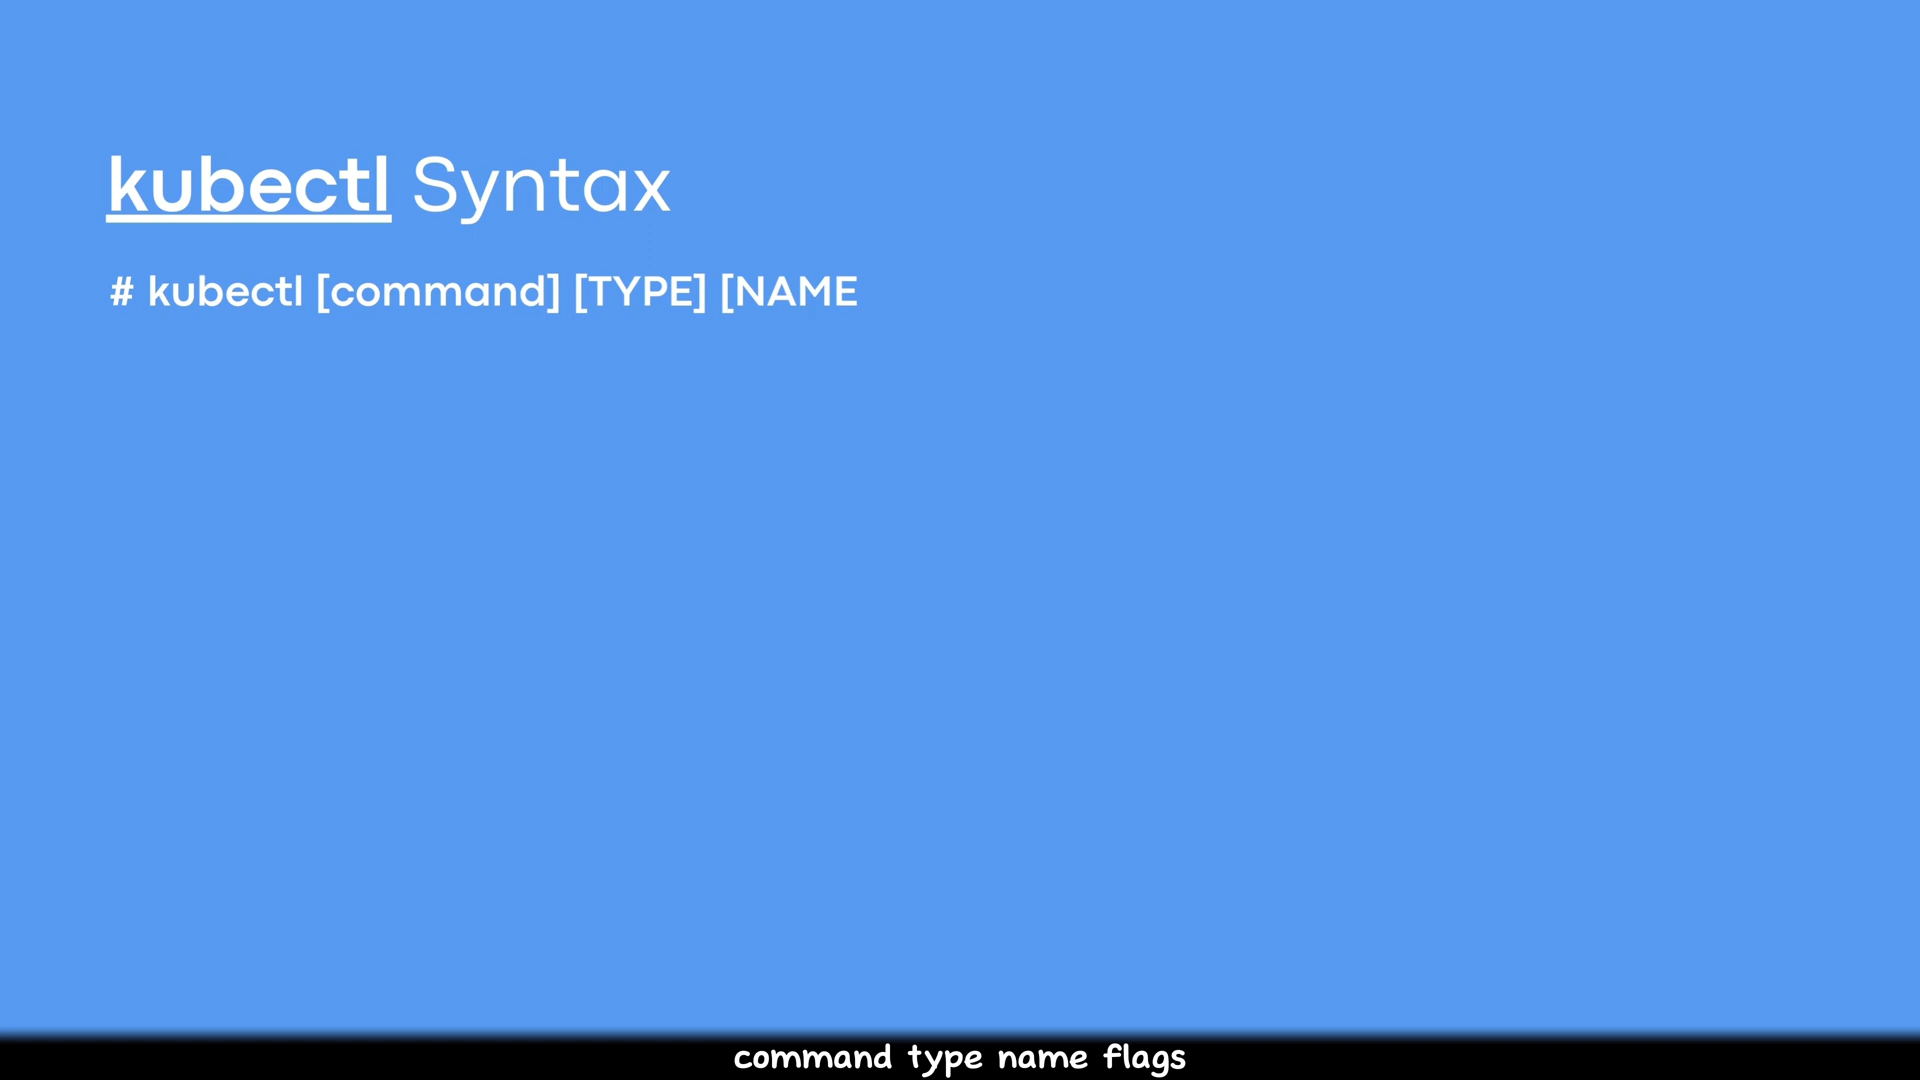 kubectl Syntax
# kubectl [command] [TYPE] [NAME
command type name flags